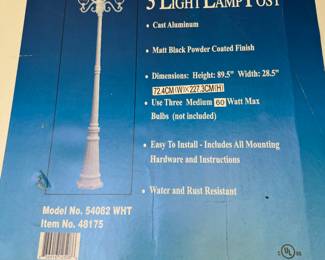 3 LIGHT LAMP POST
• Cast Aluminum
• Matt Black Powder Coated Finish
• Dimensions: Height: 89.5" Width: 28.5"
72.4CM(W)X227.3CM(H)
• Use Three Medium 60 Watt Max
Bulbs (not included)
• Easy To Install - Includes All Mounting
Hardware and Instructions
• Water and Rust Resistant
Model No. 54082 WHT
Item No. 48175
UL